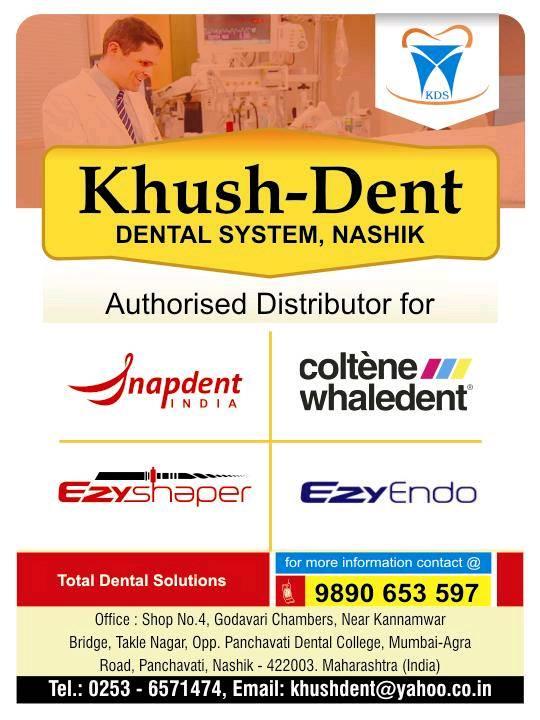 KDS
Khush-Dent
DENTAL SYSTEM, NASHIK
Authorised Distributor for
Snapdent
INDIA
coltène
whaledent®
EZyshaper
EZyEndo
Total Dental Solutions
for more information contact @
9890 653 597
Office : Shop No.4, Godavari Chambers, Near Kannamwar
Bridge, Takle Nagar, Opp. Panchavati Dental College, Mumbai-Agra
Road, Panchavati, Nashik - 422003. Maharashtra (India)
Tel.: 0253 - 6571474, Email: khushdent@yahoo.co.in